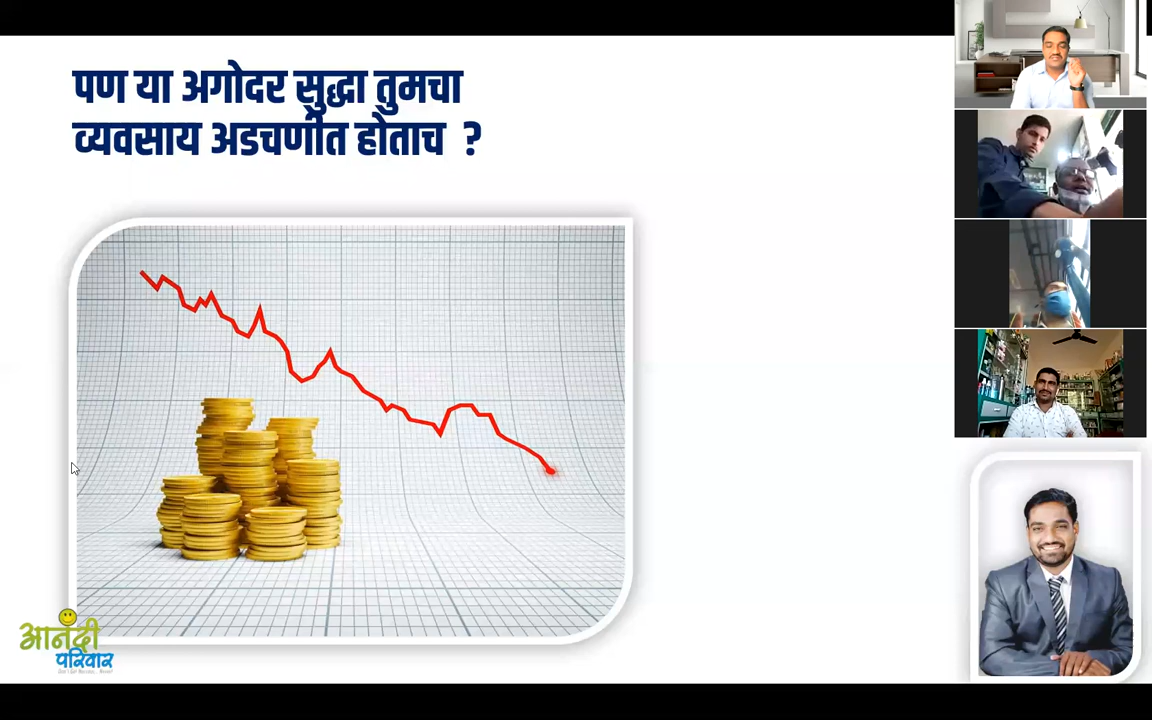 पण या अगोदर सुद्धा तुमचा
व्यवसाय अडचणीत होताच ?
आनंदी
परिवार